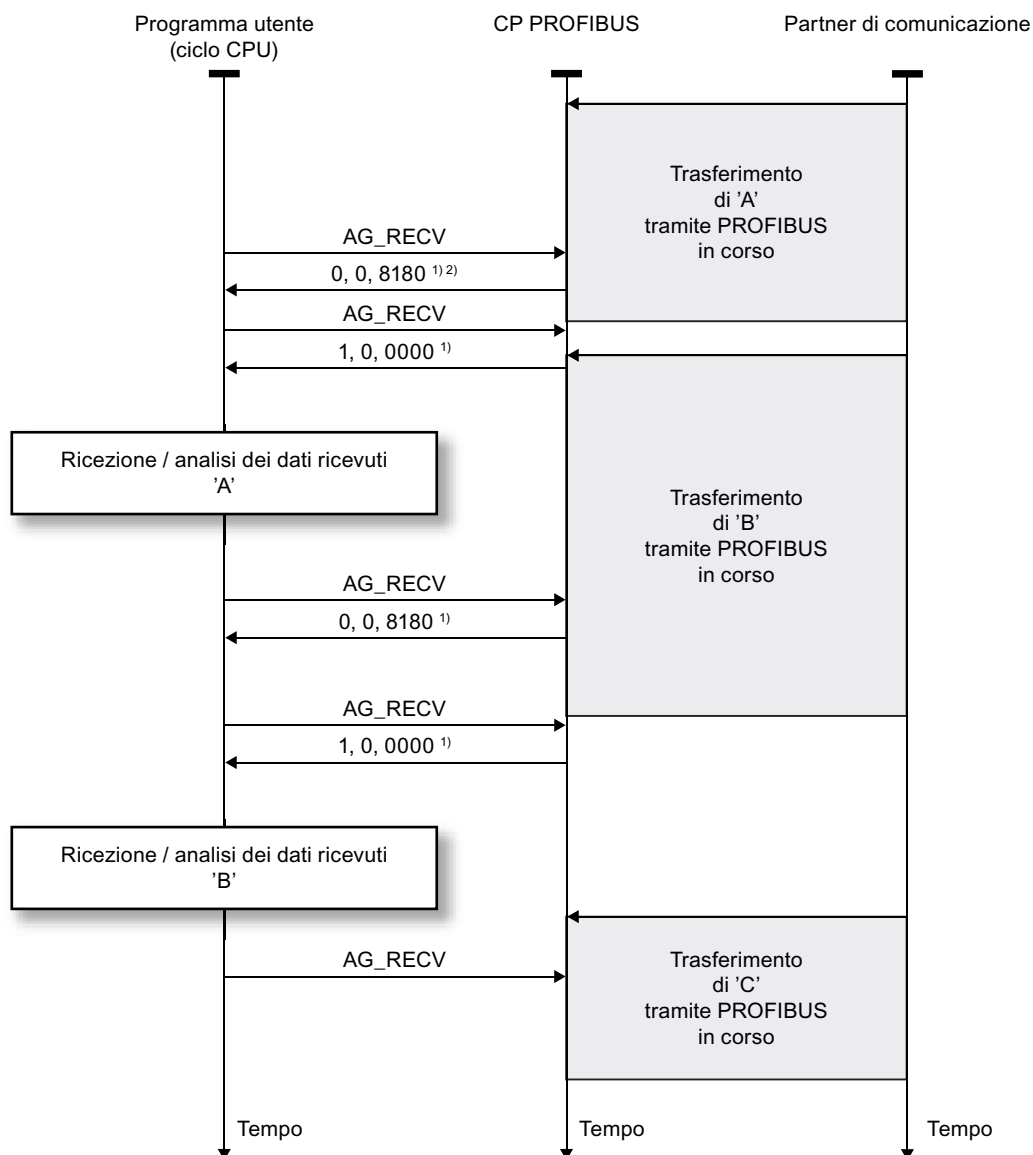 Programma utente
(ciclo CPU)
CP PROFIBUS
Partner di comunicazione
Trasferimento
di ’A’
tramite PROFIBUS
in corso
AG_RECV
0, 0, 8180 1) 2)
AG_RECV
1, 0, 0000 1)
Ricezione / analisi dei dati ricevuti
’A’
Trasferimento
di ’B’
tramite PROFIBUS
in corso
AG_RECV
0, 0, 8180 1)
AG_RECV
1, 0, 0000 1)
Ricezione / analisi dei dati ricevuti
’B’
AG_RECV
Trasferimento
di ’C’
tramite PROFIBUS
in corso
Tempo
Tempo
Tempo